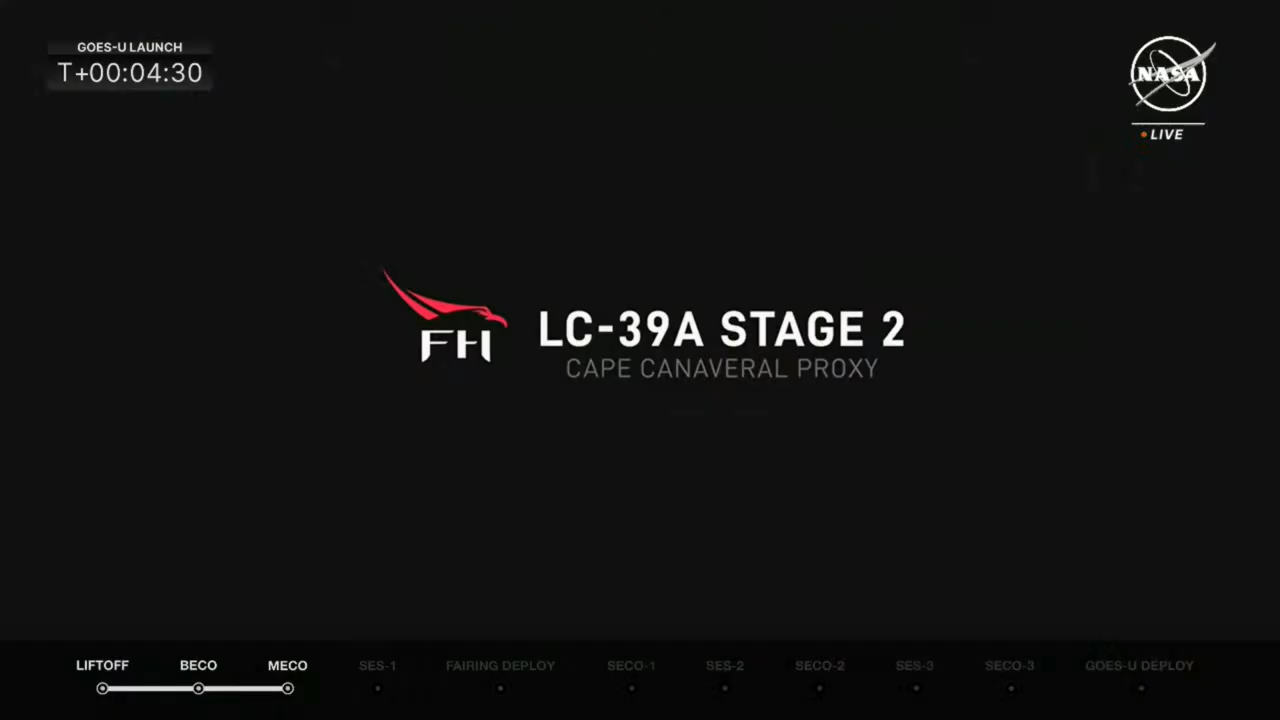 GOES-U LAUNCH
T+00:04:30
NASA
LIVE
FH
LC-39A STAGE 2
CAPE CANAVERAL PROXY
LIFTOFF BECO MECO SES-1 FAIRING DEPLOY SECO-1 SES-2 SECO-2 SES-3 SECO-3 GOES-U DEPLOY